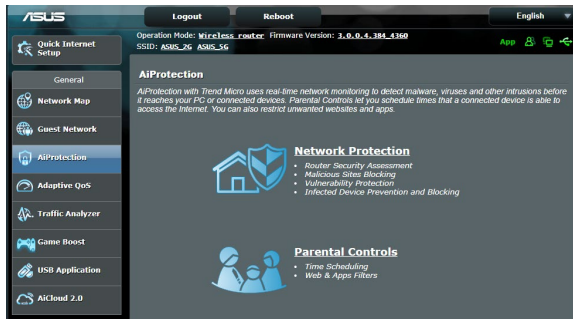 ASUS
Logout
Reboot
English
Operation Mode: Wireless router Firmware Version: 3.0.0.4.384_4360
SSID: ASUS_2G ASUS_5G
App
Quick Internet
Setup
General
Network Map
Guest Network
AiProtection
Adaptive QoS
Traffic Analyzer
Game Boost
USB Application
AiCloud 2.0
AiProtection
AiProtection with Trend Micro uses real-time network monitoring to detect malware, viruses and other intrusions before
it reaches your PC or connected devices. Parental Controls let you schedule times that a connected device is able to
access the Internet. You can also restrict unwanted websites and apps.
Network Protection
• Router Security Assessment
• Malicious Sites Blocking
• Vulnerability Protection
• Infected Device Prevention and Blocking
Parental Controls
• Time Scheduling
• Web & Apps Filters